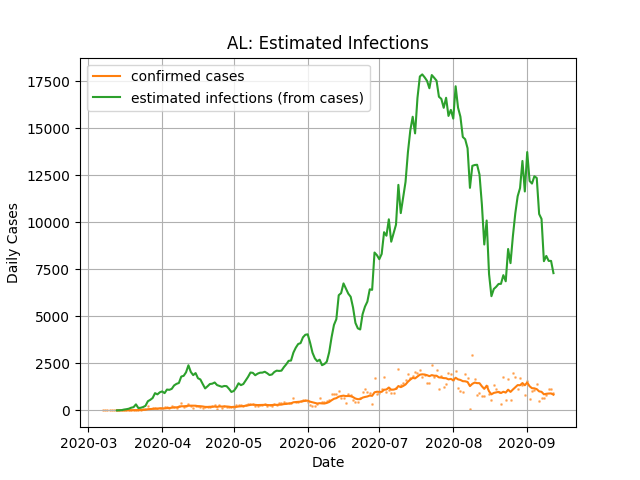 AL: Estimated Infections
confirmed cases
estimated infections (from cases)
17500
15000
12500
10000
7500
5000
2500
0
Daily Cases
2020-03 2020-04 2020-05 2020-06 2020-07 2020-08 2020-09
Date